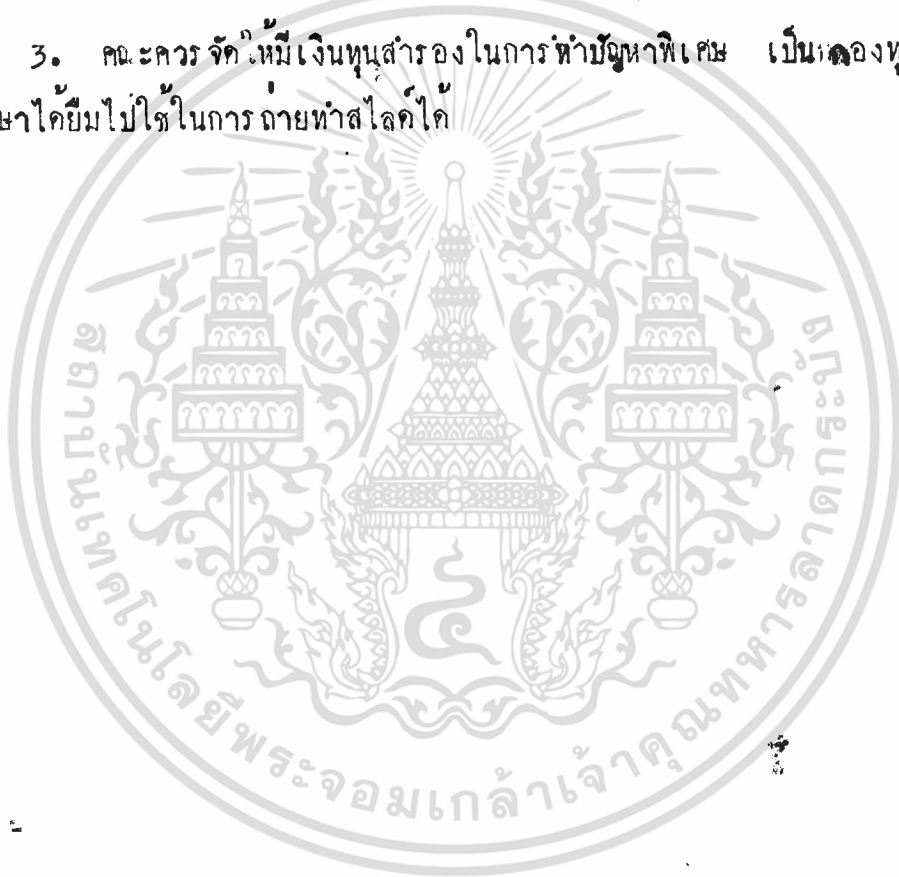 3. คณะควรจัดให้มีเงินทุนสำรองในการทำปัญหาพิเศษ เป็น
ษาได้ยืมไปใช้ในการถ่ายทำสไลด์ได้
สถาบันเทคโนโลยีพระจอมเกล้าเจ้าคุณทหารลาดกระบัง